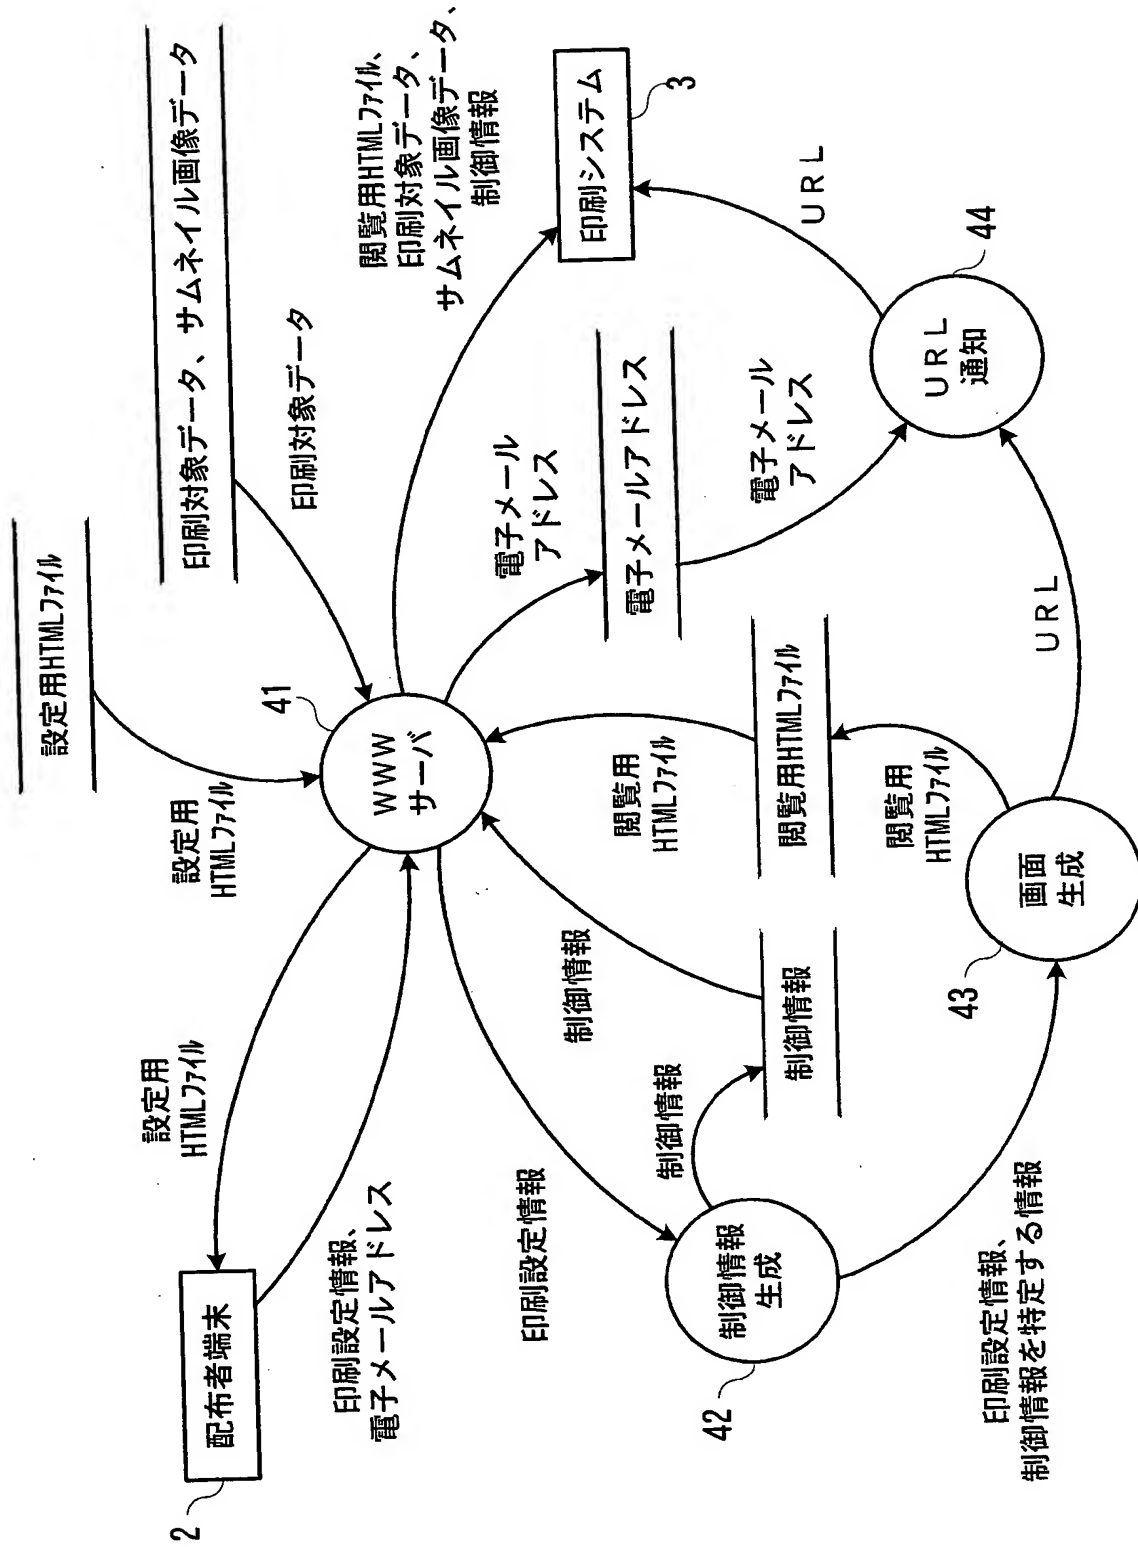 設定用HTMLファイル
印刷対象データ、サムネイル画像データ
印刷対象データ
設定用
HTMLファイル
設定用
HTMLファイル
配布者端末
2
印刷設定情報、
電子メールアドレス
WWW
サーバ
41
閲覧用HTMLファイル、
印刷対象データ、
サムネイル画像データ、
制御情報
印刷システム
3
電子メール
アドレス
電子メールアドレス
電子メール
アドレス
URL
URL
通知
44
印刷設定情報
制御情報
制御情報
制御情報
閲覧用
HTMLファイル
閲覧用HTMLファイル
閲覧用
HTMLファイル
URL
制御情報
生成
42
画面
生成
43
印刷設定情報、
制御情報を特定する情報